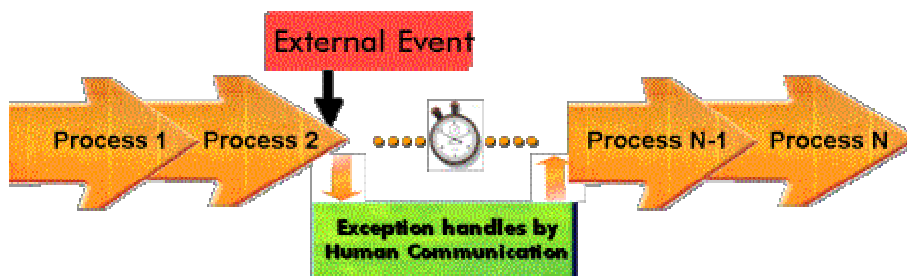 External Event
Process 1
Process 2
Process N-1
Process N
Exception handles by
Human Communication